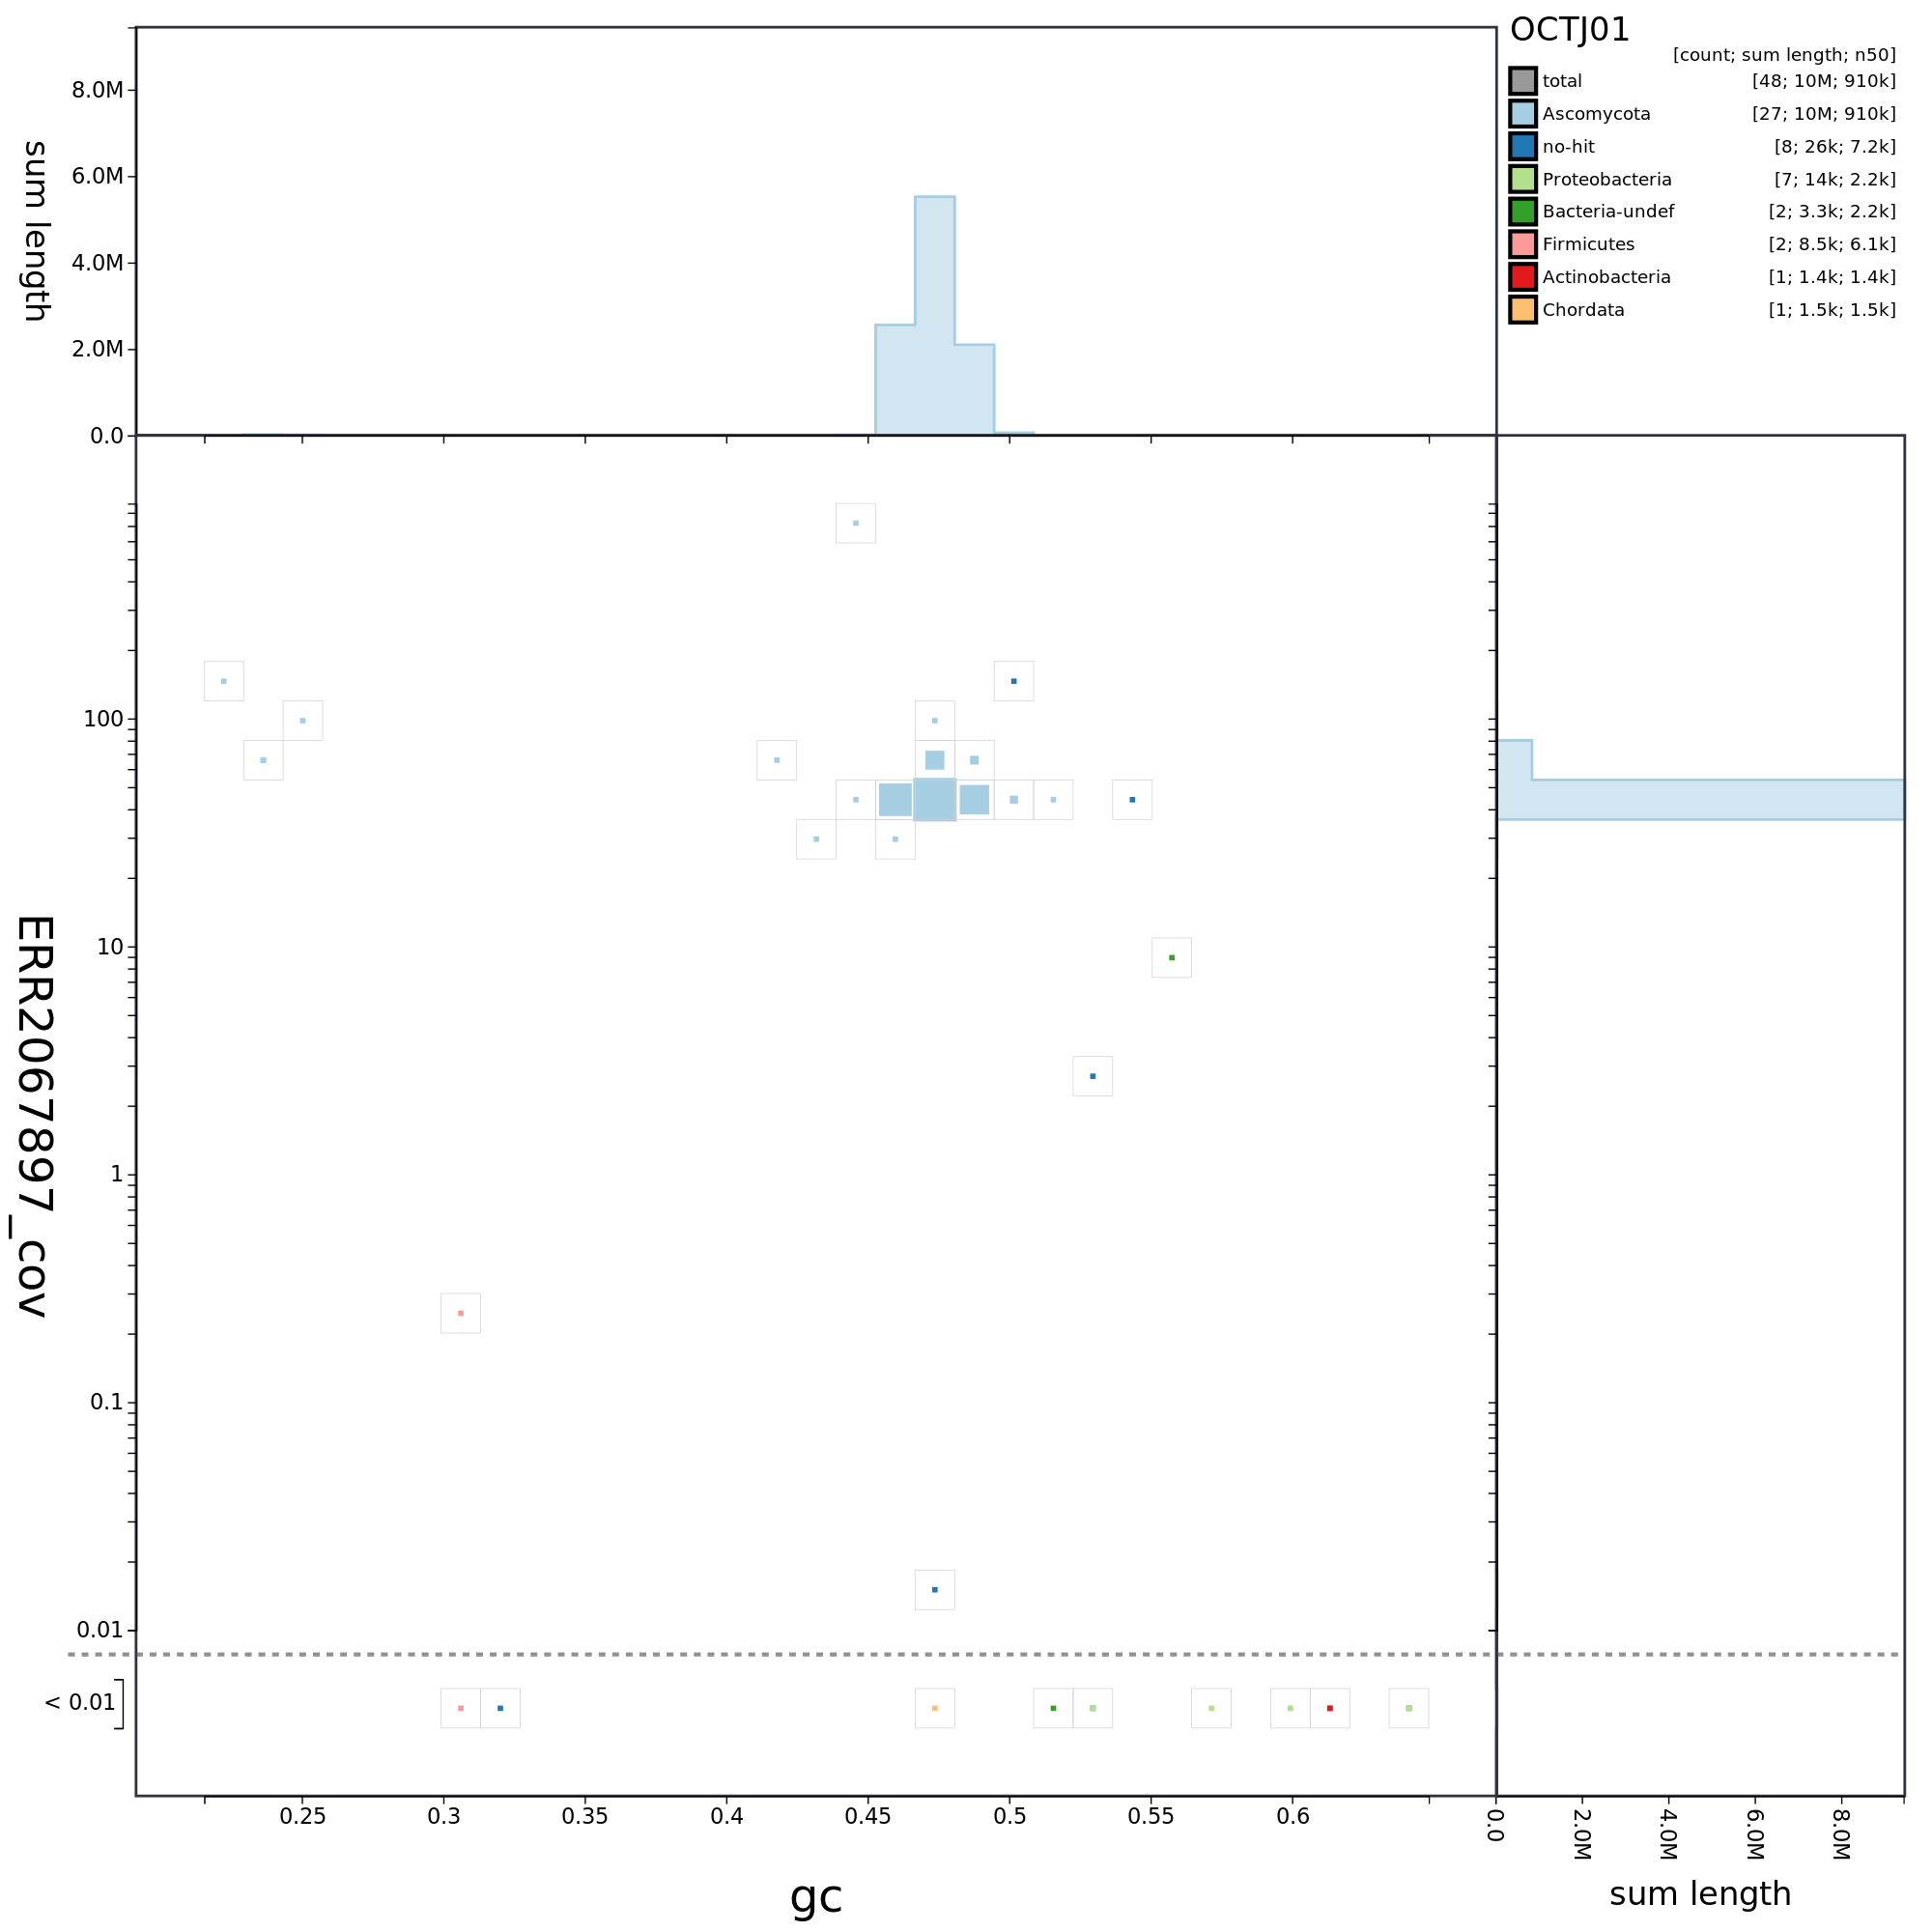 OCTJ01
[count; sum length; n50]
total [48; 10M; 910k]
Ascomycota [27; 10M; 910k]
no-hit [8; 26k; 7.2k]
Proteobacteria [7; 14k; 2.2k]
Bacteria-undef [2; 3.3k; 2.2k]
Firmicutes [2; 8.5k; 6.1k]
Actinobacteria [1; 1.4k; 1.4k]
Chordata [1; 1.5k; 1.5k]
sum length
8.0M
6.0M
4.0M
2.0M
0.0
ERR2067897_cov
100
10
1
0.1
0.01
< 0.01
0.25 0.3 0.35 0.4 0.45 0.5 0.55 0.6
gc
0.0 2.0M 4.0M 6.0M 8.0M
sum length